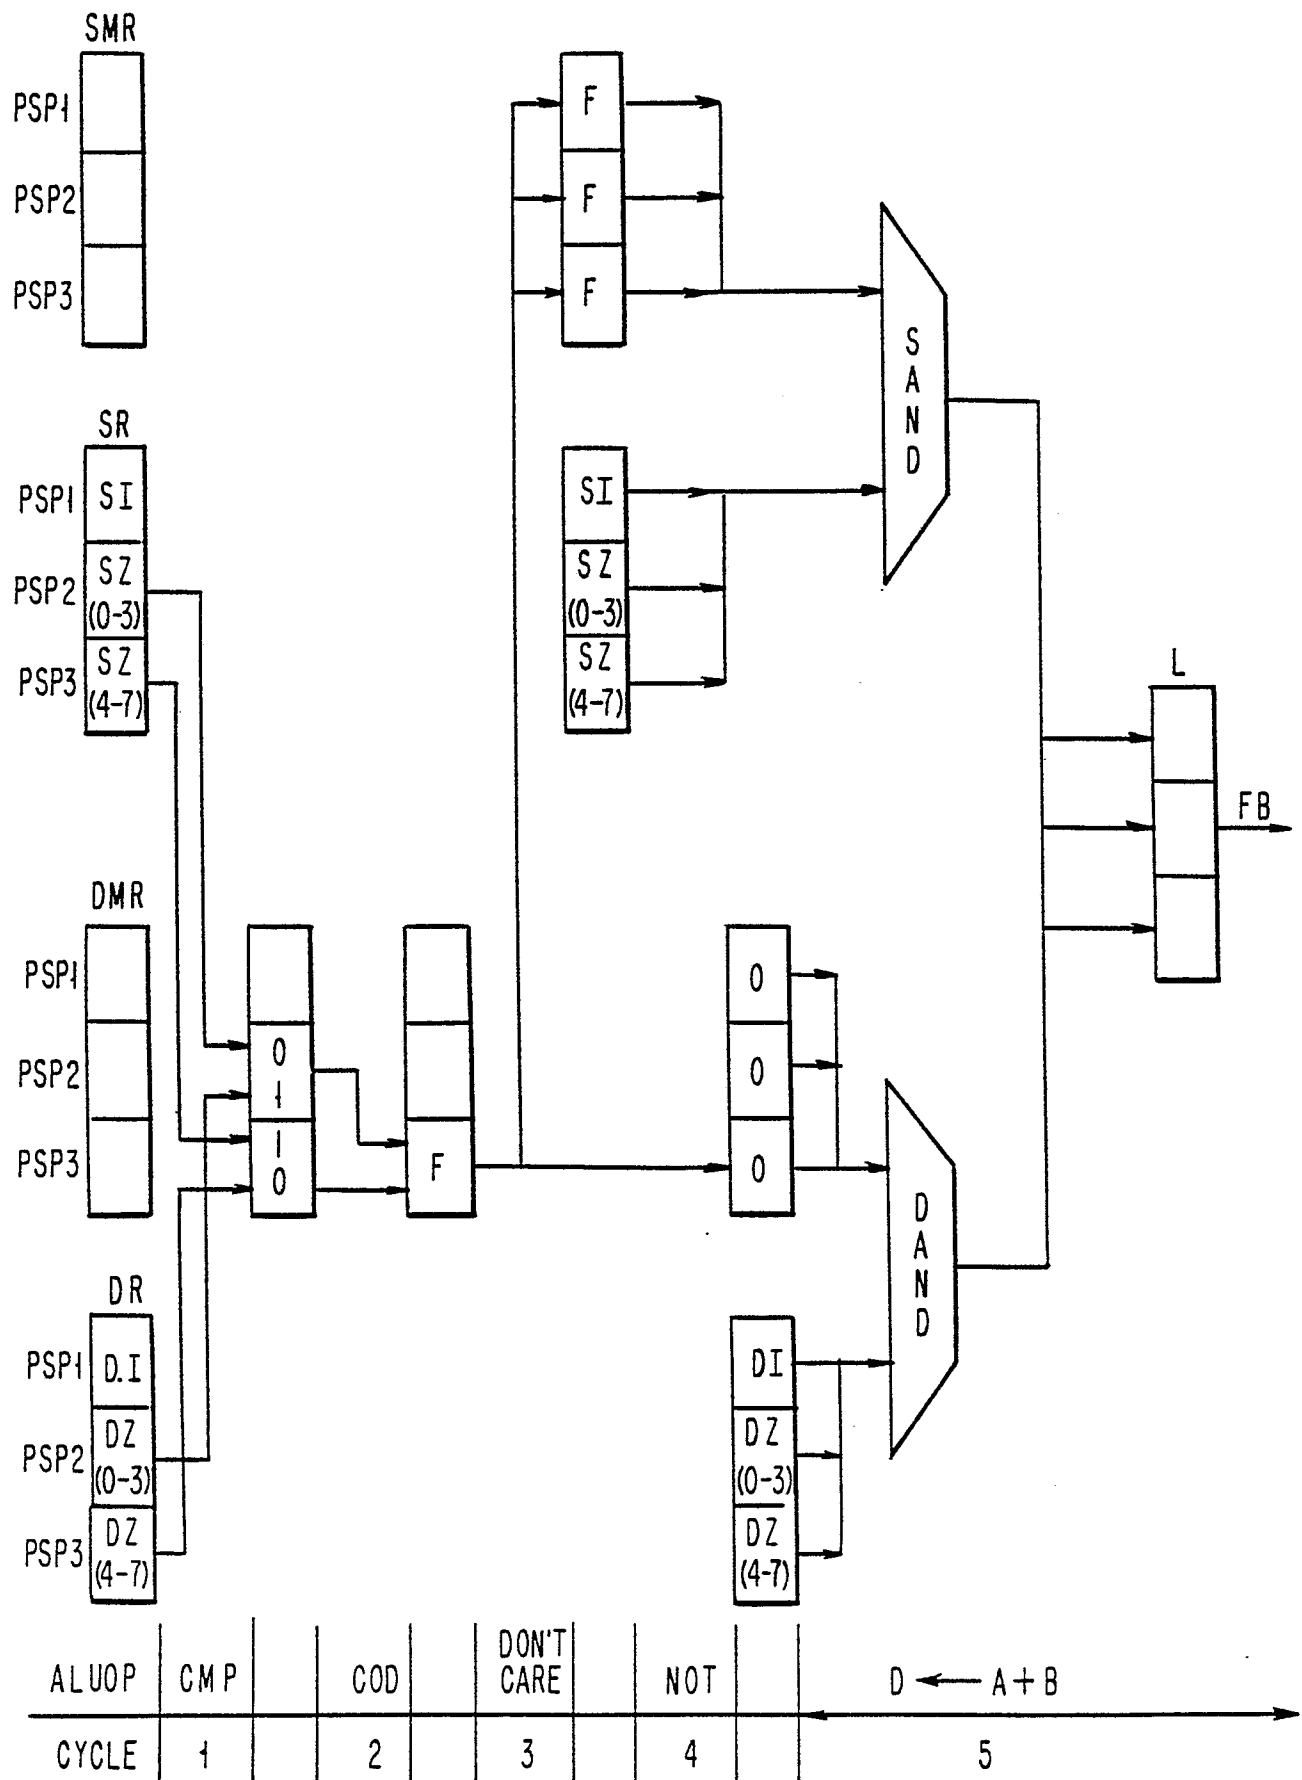 SMR
PSP1
PSP2
PSP3
F
F
F
SAND
SR
PSP1
PSP2
PSP3
SI
SZ
(0-3)
SZ
(4-7)
SI
SZ
(0-3)
SZ
(4-7)
L
FB
DMR
PSP1
PSP2
PSP3
0
1
1
0
F
0
0
0
DAND
DR
PSP1
PSP2
PSP3
D.I
DZ
(0-3)
DZ
(4-7)
DI
DZ
(0-3)
DZ
(4-7)
ALUOP CMP COD DON'T CARE NOT D ← A+B
CYCLE 1 2 3 4 5